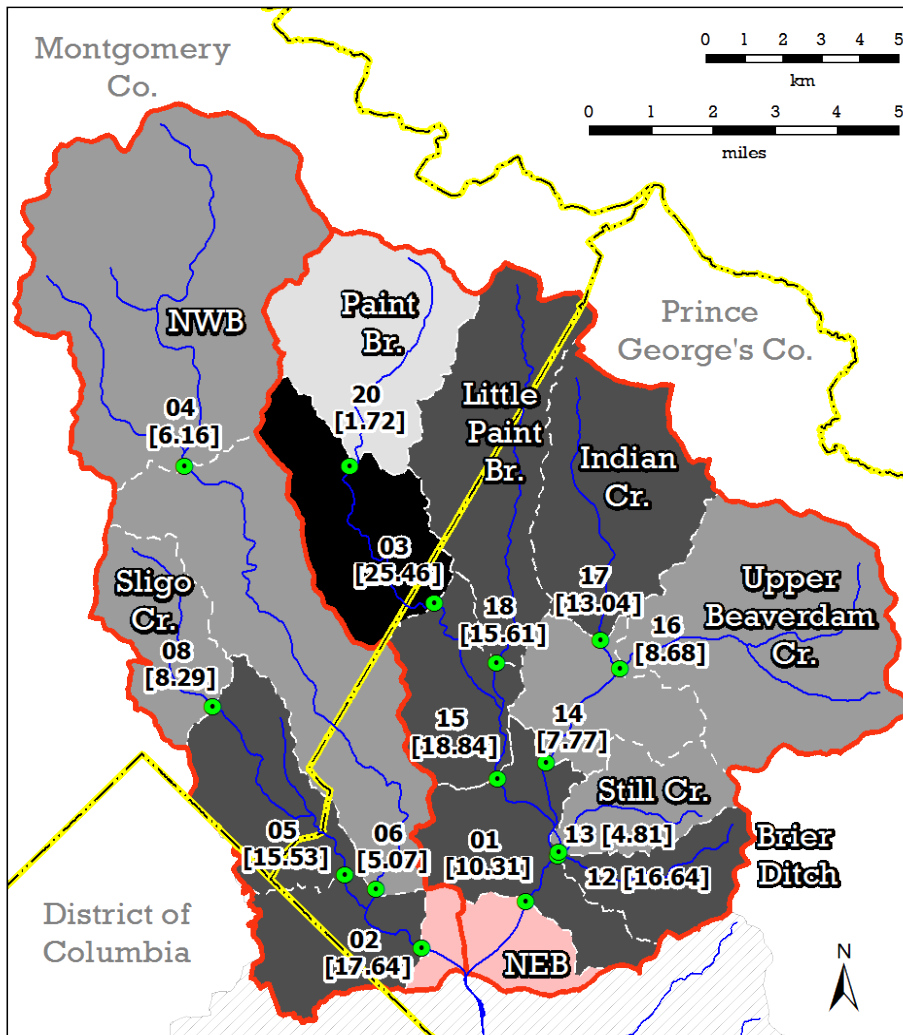 Montgomery
Co.
0 1 2 3 4 5
km
0 1 2 3 4 5
miles
NWB
Paint
Br.
Prince
George's Co.
20
[1.72]
Little
Paint
Br.
04
[6.16]
Indian
Cr.
03
[25.46]
Sligo
Cr.
17
[13.04]
Upper
Beaverdam
Cr.
18
[15.61]
16
[8.68]
08
[8.29]
15
[18.84]
14
[7.77]
Still Cr.
05
[15.53]
06
[5.07]
01
[10.31]
13 [4.81]
12 [16.64]
Brier
Ditch
District of
Columbia
02
[17.64]
NEB
N